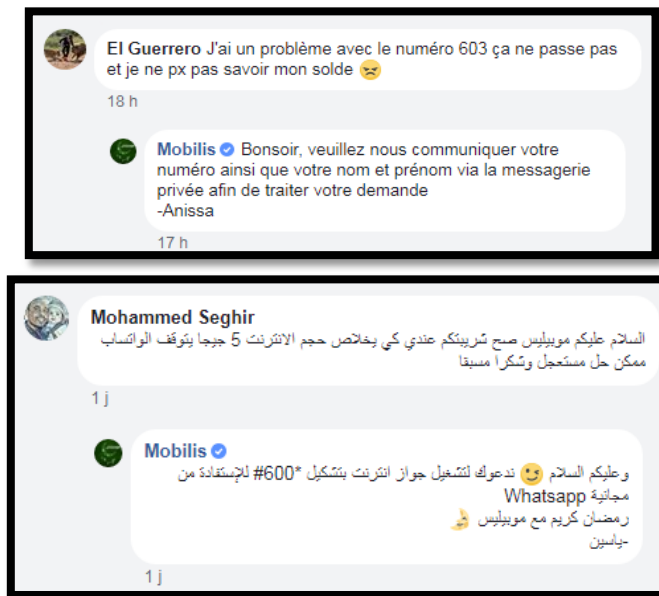 El Guerrero J'ai un problème avec le numéro 603 ça ne passe pas
et je ne px pas savoir mon solde 😠
18 h
Mobilis Bonsoir, veuillez nous communiquer votre
numéro ainsi que votre nom et prénom via la messagerie
privée afin de traiter votre demande
-Anissa
17 h
Mohammed Seghir
السلام عليكم موبيليس صح شريبتكم عندي كي يخلاص حجم الانترنت 5 جيجا يتوقف الواتساب
ممكن حل مستعجل وشكرا مسبقا
1 j
Mobilis
وعليكم السلام 😉 ندعوك لتشغيل جواز انترنت بتشكيل *600# للإستفادة من
مجانية Whatsapp
رمضان كريم مع موبيليس 🤌
-ياسين
1 j